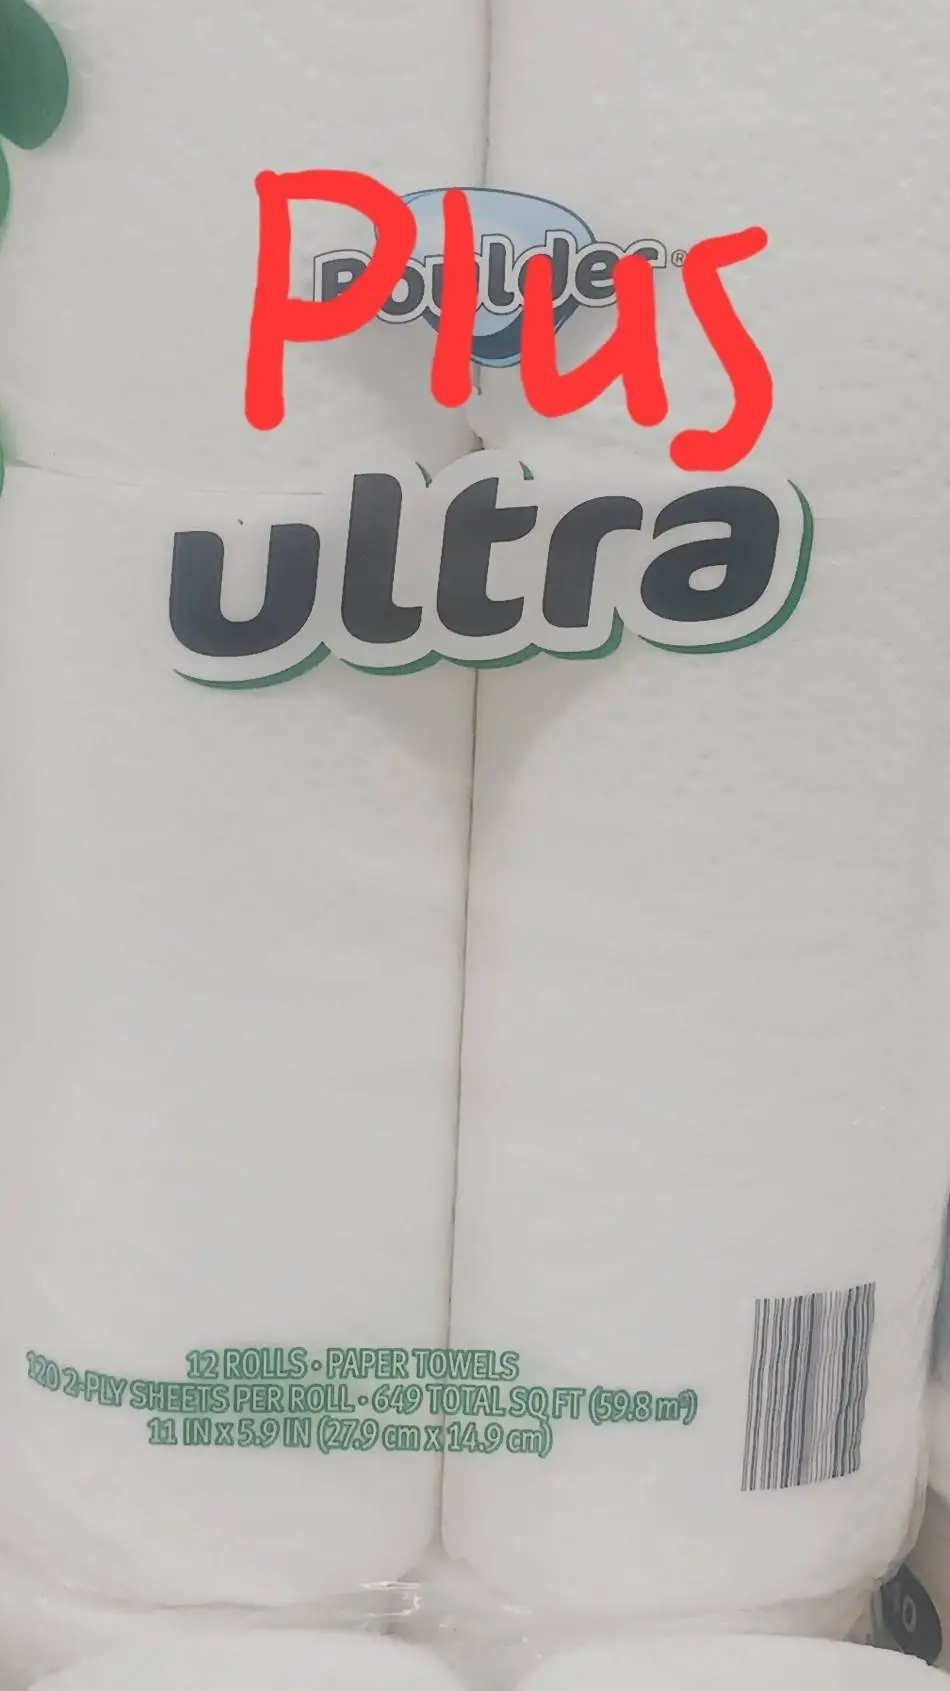 Plus
Boulder®
ultra
12 ROLLS • PAPER TOWELS
120 2-PLY SHEETS PER ROLL • 649 TOTAL SQ FT (59.8 m²)
11 IN x 5.9 IN (27.9 cm x 14.9 cm)